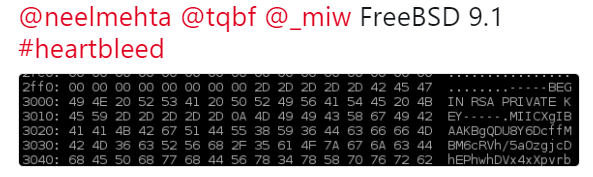 @neelmehta @tqbf @_miw FreeBSD 9.1
#heartbleed
2ff0: 00 00 00 00 00 00 00 00 2D 2D 2D 2D 2D 42 45 47 ........-----BEG
3000: 49 4E 20 52 53 41 20 50 52 49 56 41 54 45 20 4B IN RSA PRIVATE K
3010: 45 59 2D 2D 2D 2D 2D 0A 4D 49 49 43 58 67 49 42 EY-----.MIICXgIB
3020: 41 41 4B 42 67 51 44 55 38 59 36 44 63 66 66 4D AAKBgQDU8Y6DcffM
3030: 42 4D 36 63 52 56 68 2F 35 61 4F 7A 67 6A 63 44 BM6cRVh/5aOzgjcD
3040: 68 45 50 68 77 68 44 56 78 34 78 58 70 76 72 62 hEPhwhDVx4xXpvrb